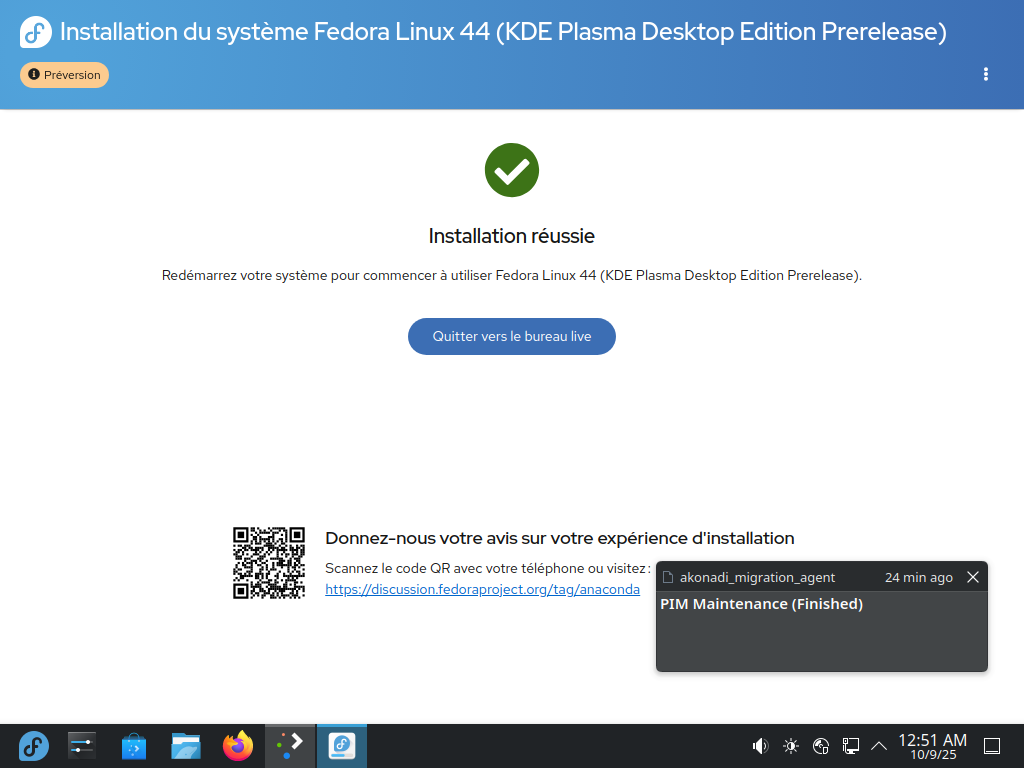 Installation du système Fedora Linux 44 (KDE Plasma Desktop Edition Prerelease)
Préversion
Installation réussie
Redémarrez votre système pour commencer à utiliser Fedora Linux 44 (KDE Plasma Desktop Edition Prerelease).
Quitter vers le bureau live
Donnez-nous votre avis sur votre expérience d'installation
Scannez le code QR avec votre téléphone ou visitez :
https://discussion.fedoraproject.org/tag/anaconda
akonadi_migration_agent 24 min ago
PIM Maintenance (Finished)
12:51 AM
10/9/25